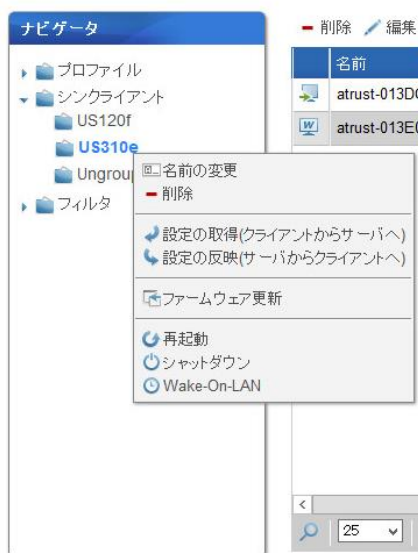 ナビゲータ
削除 編集
プロファイル
名前
シンクライアント
atrust-013D
US120f
atrust-013E
US310e
Ungrou
フィルタ
名前の変更
削除
設定の取得(クライアントからサーバへ)
設定の反映(サーバからクライアントへ)
ファームウェア更新
再起動
シャットダウン
Wake-On-LAN
25